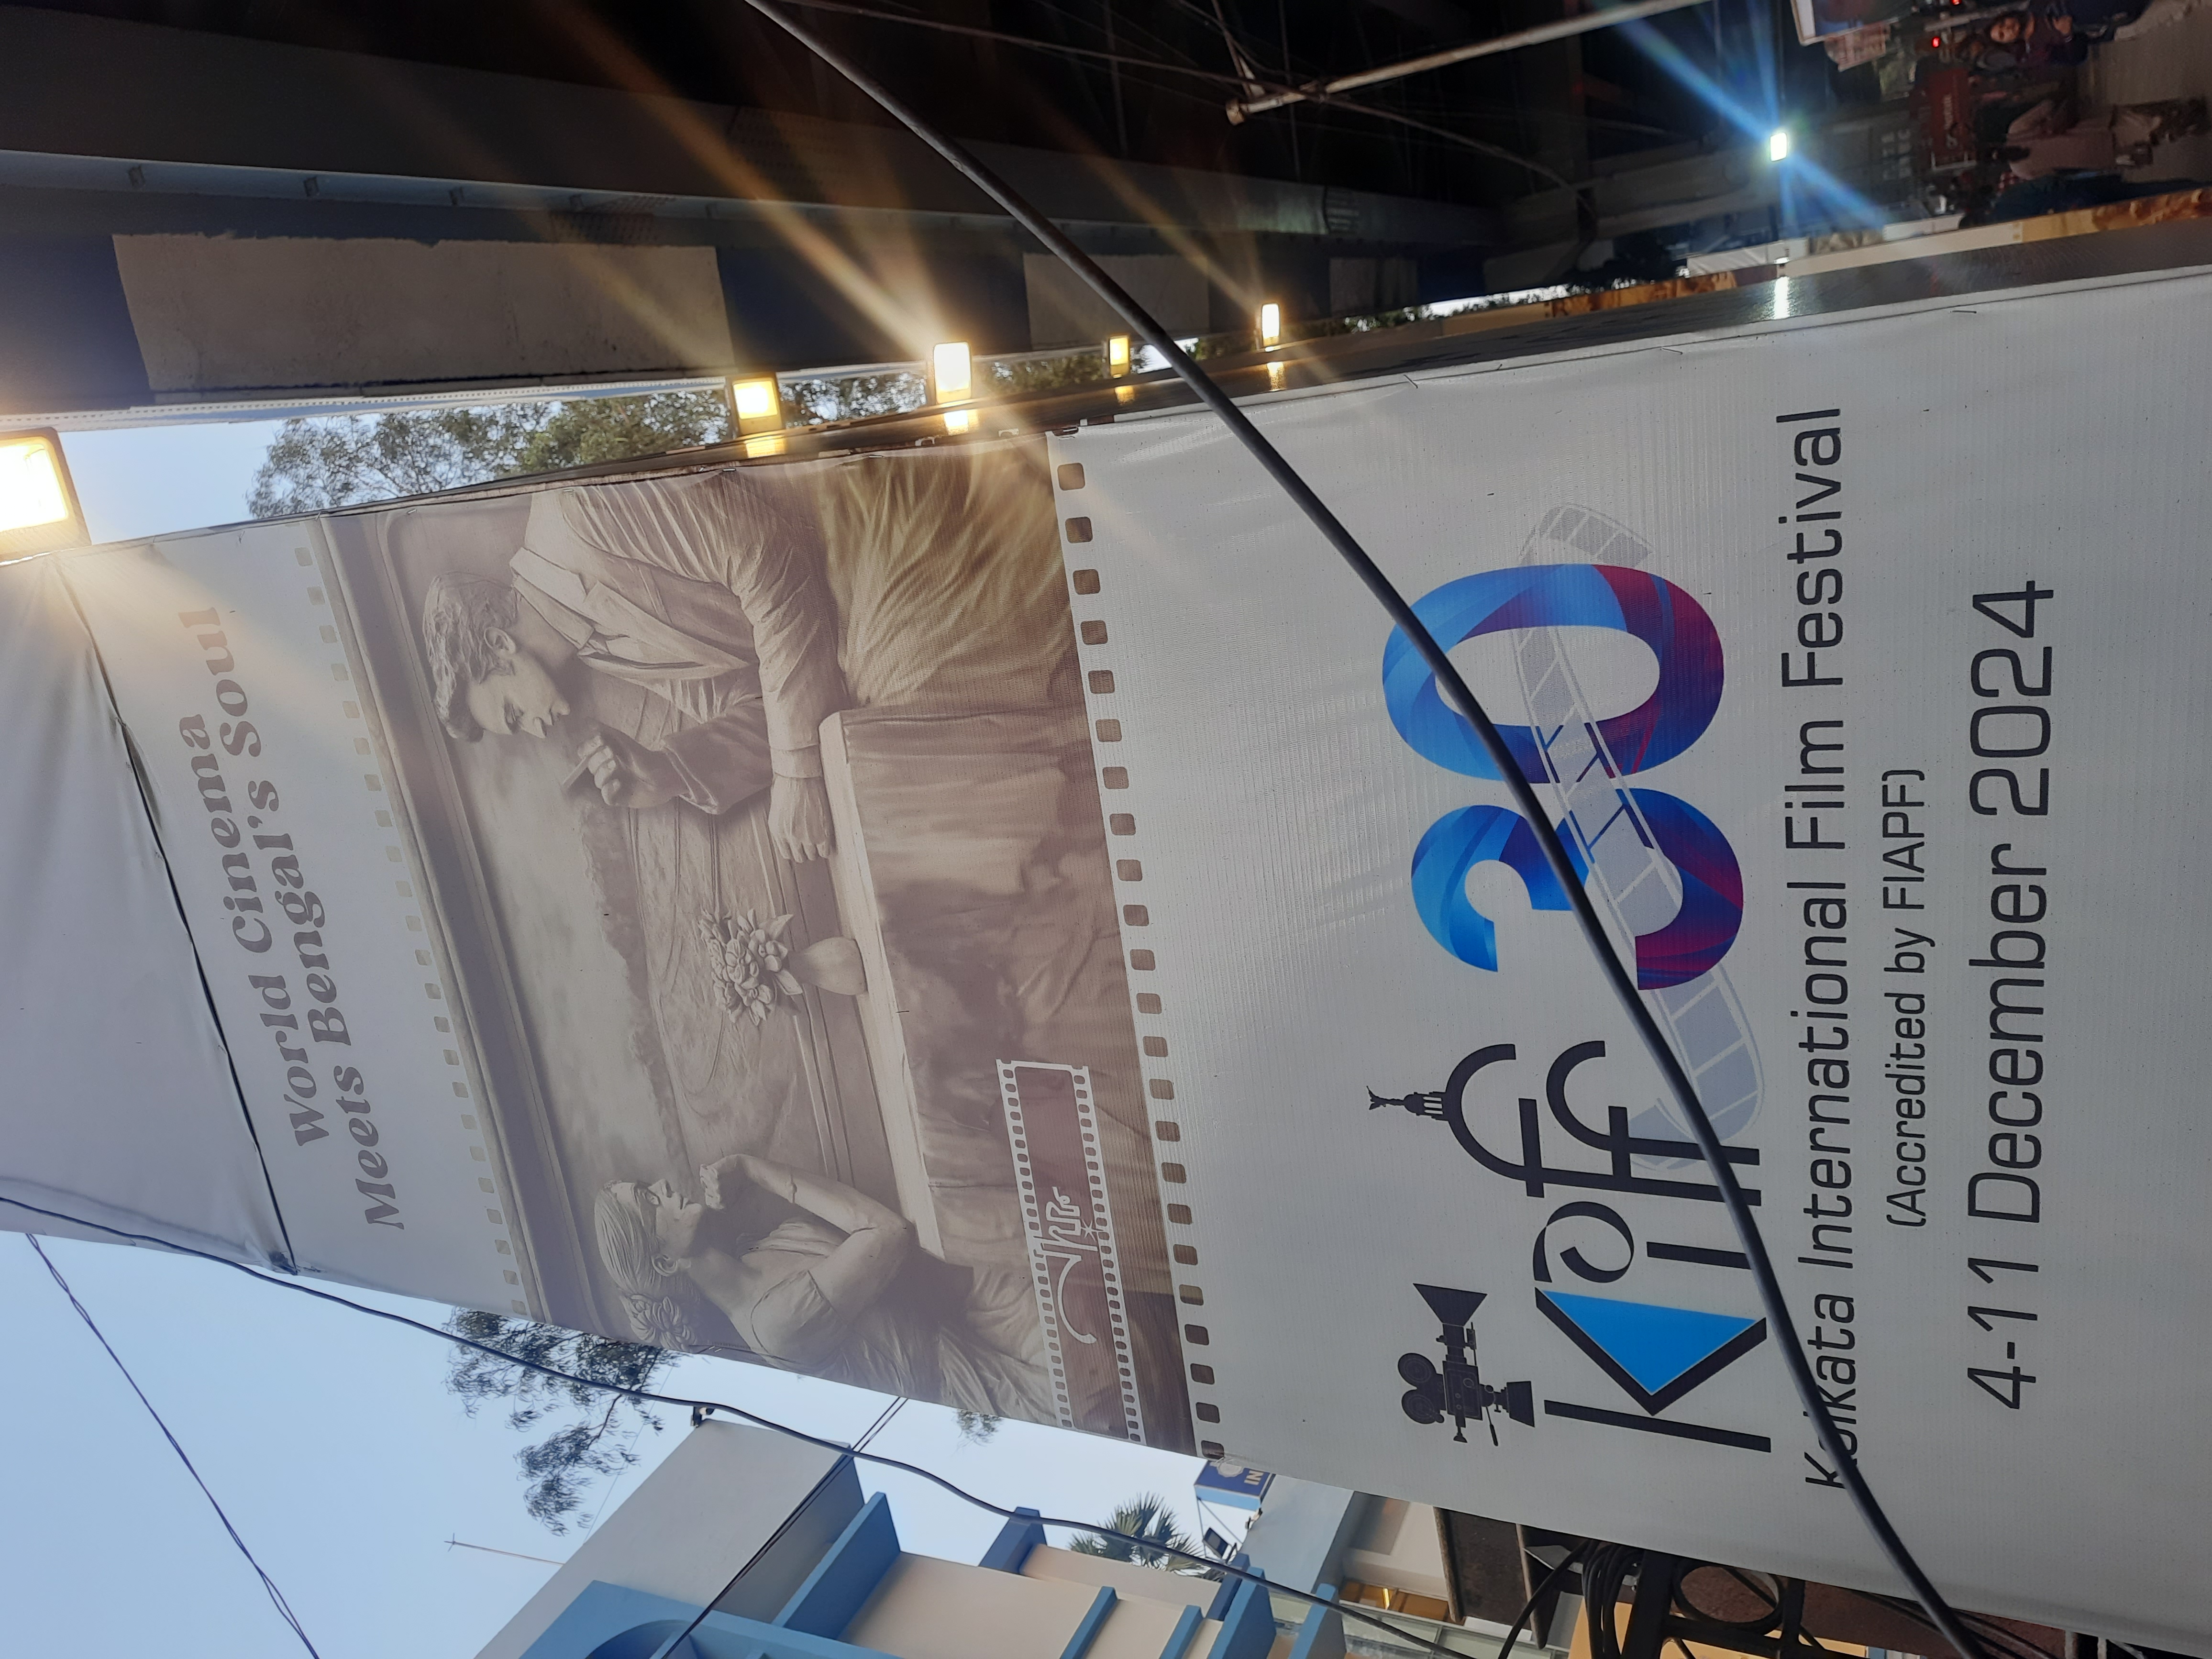 World Cinema
Meets Bengal's Soul
নায়ক
Kiff 30
Kolkata International Film Festival
(Accredited by FIAPF)
4-11 December 2024